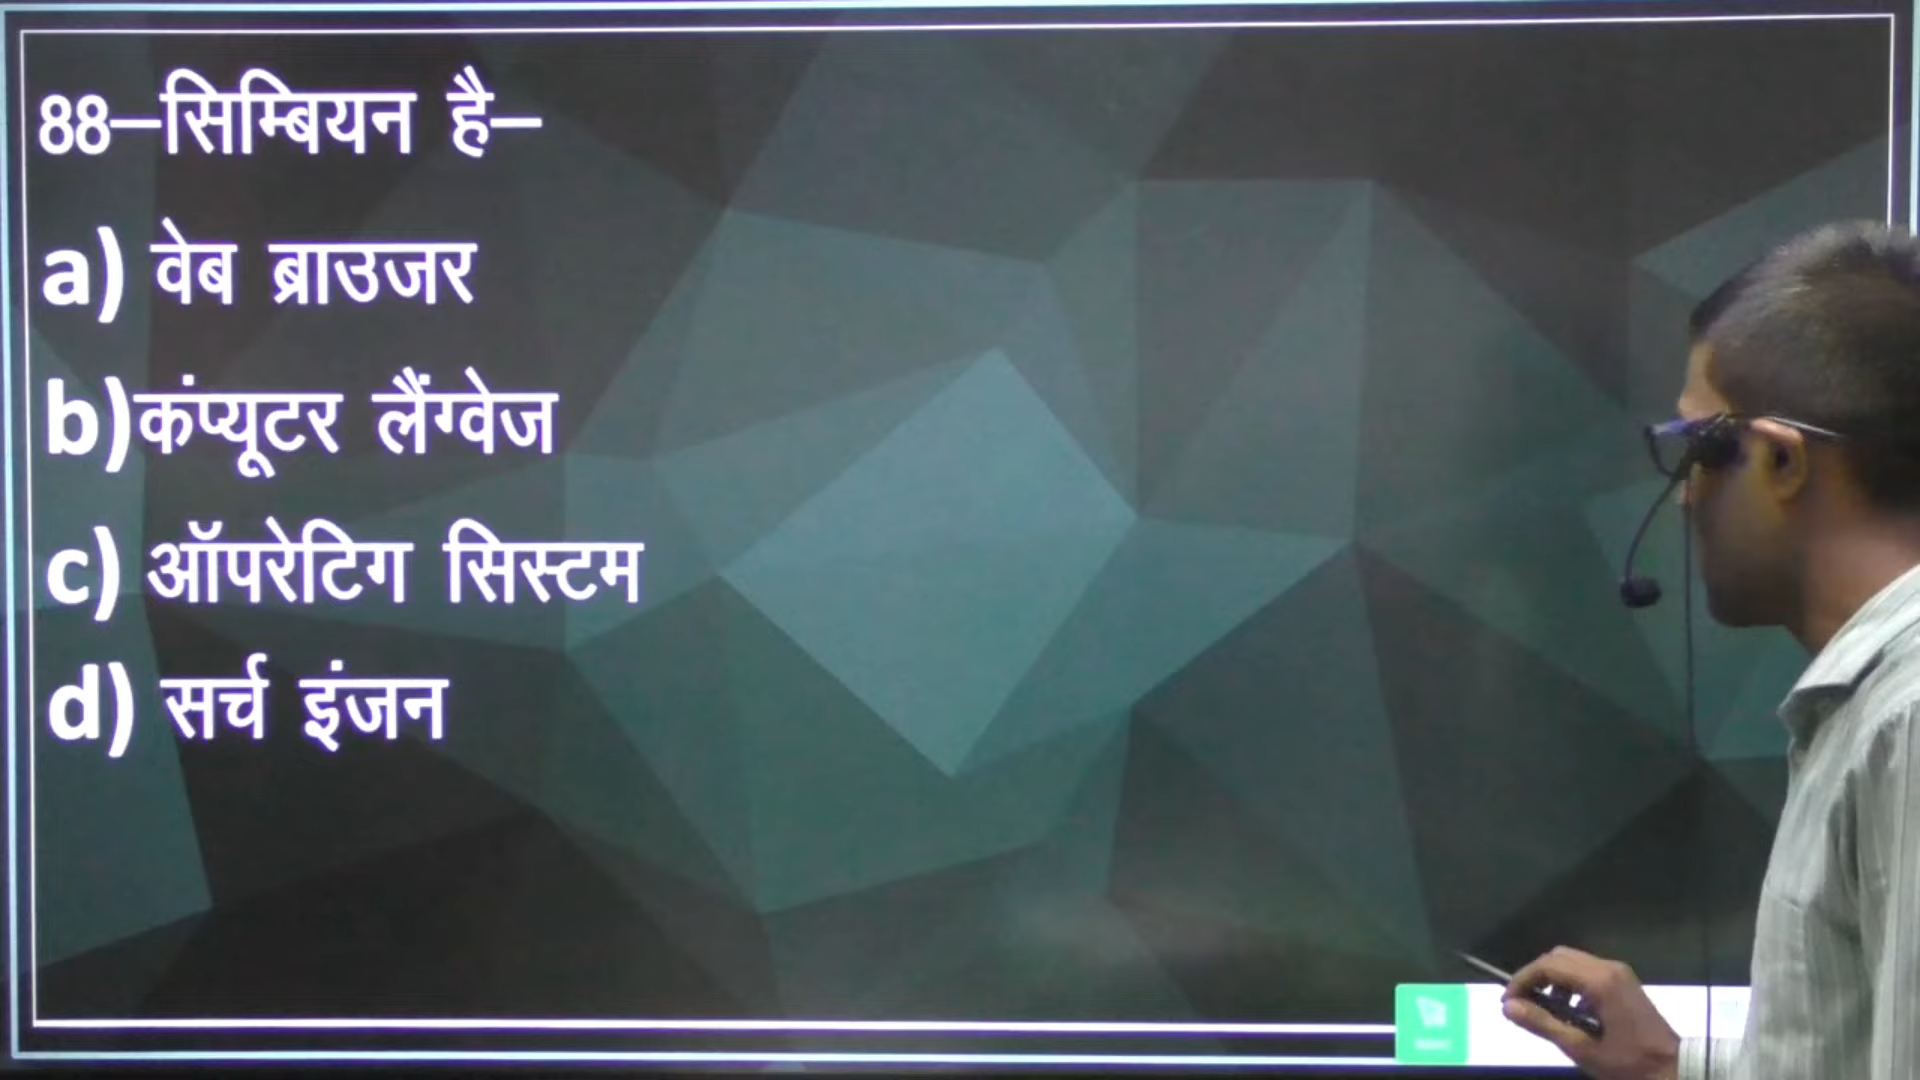 88–सिम्बियन है–
a) वेब ब्राउजर
b)कंप्यूटर लैंग्वेज
c) ऑपरेटिग सिस्टम
d) सर्च इंजन